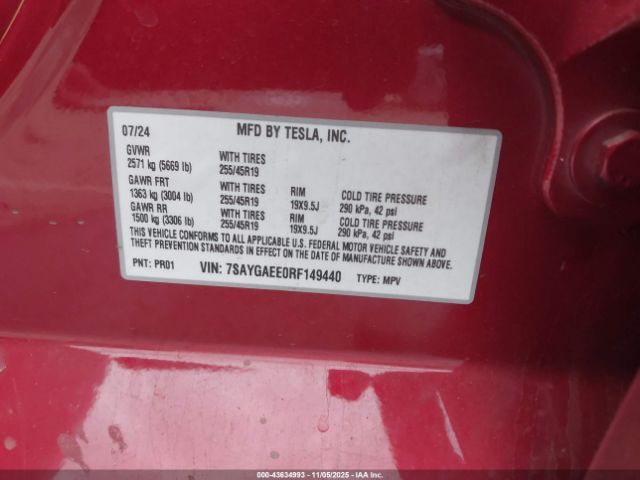 07/24 MFD BY TESLA, INC.
GVWR
2571 kg (5669 lb) WITH TIRES 255/45R19
GAWR FRT
1363 kg (3004 lb) WITH TIRES 255/45R19 RIM 19X9.5J COLD TIRE PRESSURE 290 kPa, 42 psi
GAWR RR
1500 kg (3306 lb) WITH TIRES 255/45R19 RIM 19X9.5J COLD TIRE PRESSURE 290 kPa, 42 psi
THIS VEHICLE CONFORMS TO ALL APPLICABLE U.S. FEDERAL MOTOR VEHICLE SAFETY AND
THEFT PREVENTION STANDARDS IN EFFECT ON THE DATE OF MANUFACTURE SHOWN ABOVE.
PNT: PR01 VIN: 7SAYGAEE0RF149440 TYPE: MPV
000-43634993 - 11/05/2025 - IAA Inc.